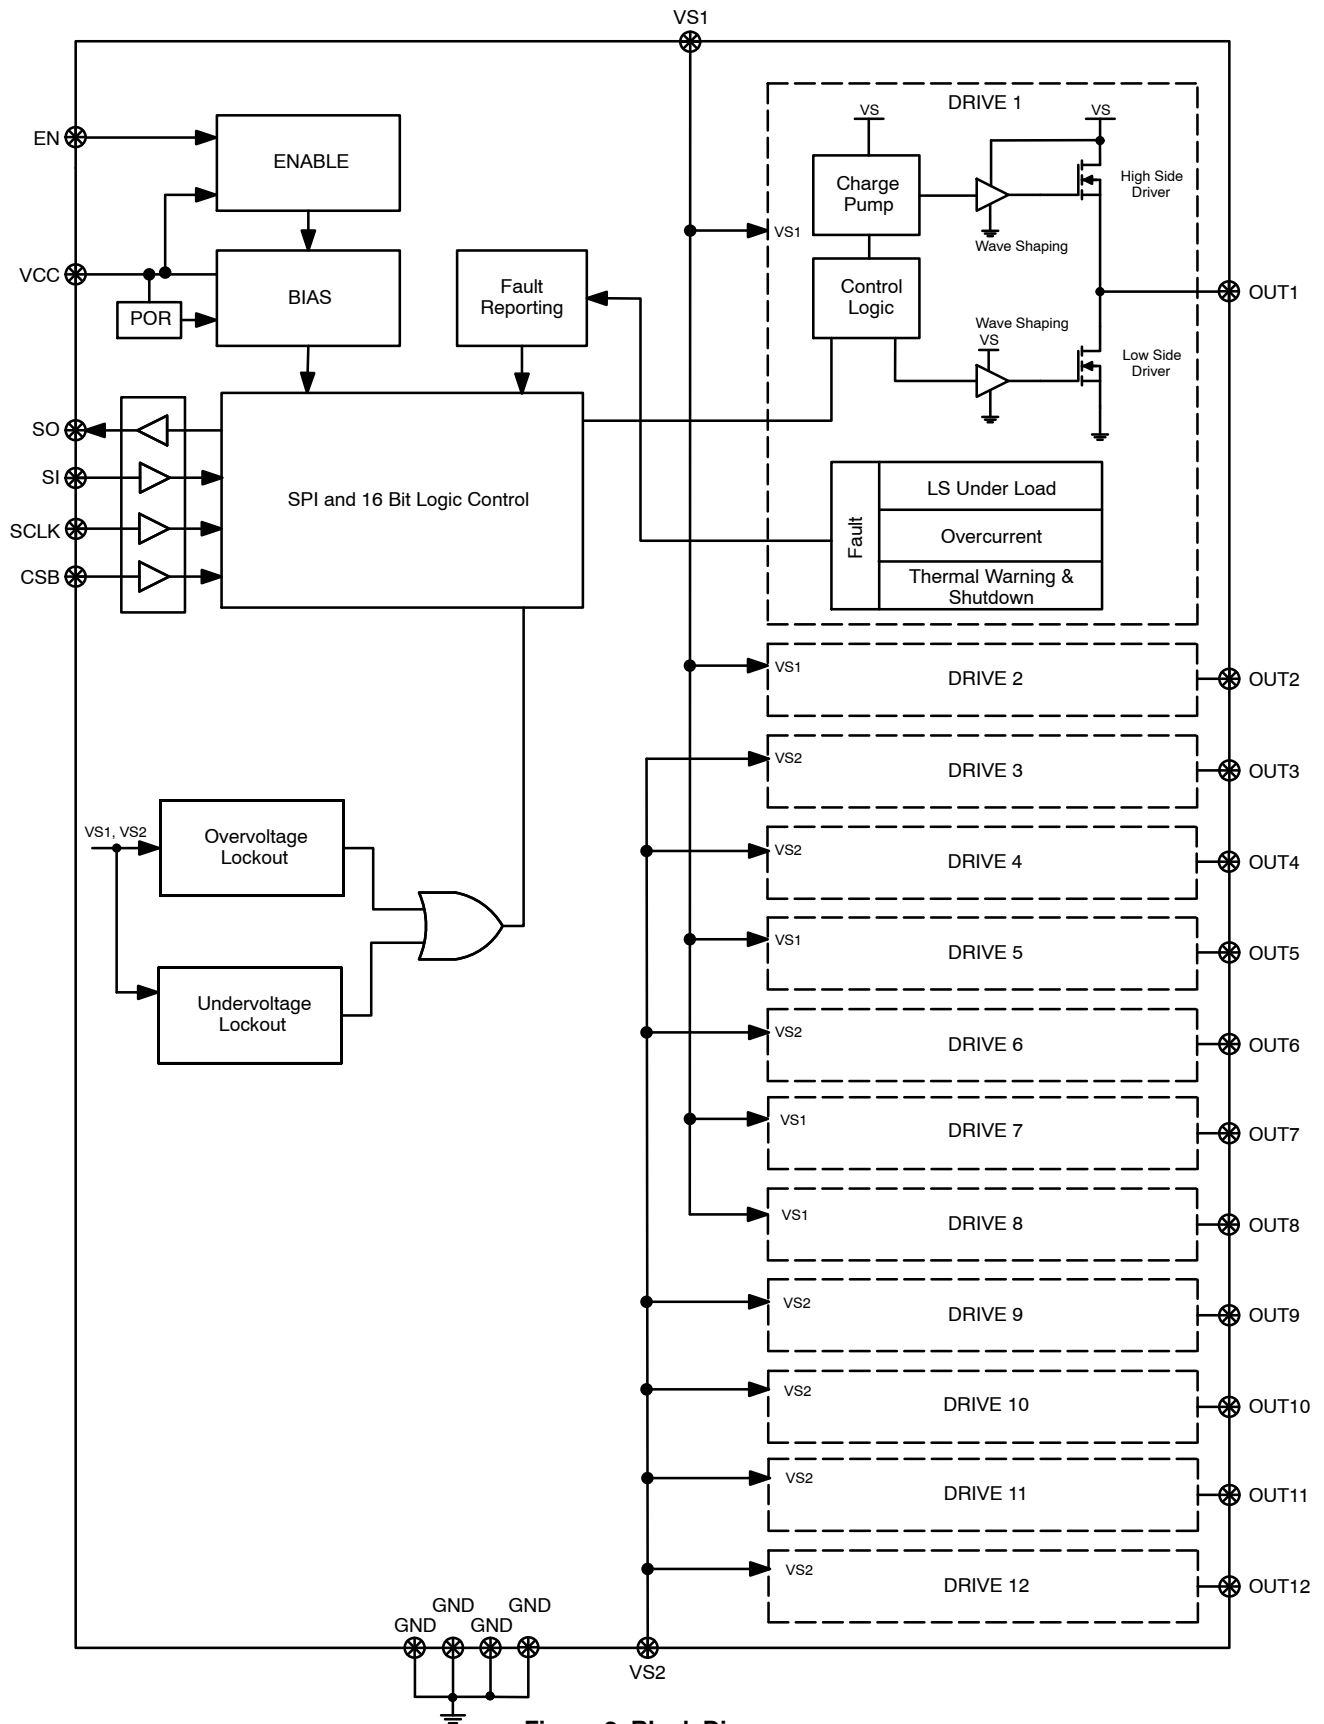 VS1
DRIVE 1
VS
VS
EN
ENABLE
Charge
Pump
High Side
Driver
VS1
Wave Shaping
VCC
BIAS
POR
Fault
Reporting
Control
Logic
OUT1
Wave Shaping
VS
Low Side
Driver
SO
SI
SCLK
CSB
SPI and 16 Bit Logic Control
Fault
LS Under Load
Overcurrent
Thermal Warning &
Shutdown
VS1
DRIVE 2
OUT2
VS2
DRIVE 3
OUT3
VS1, VS2
Overvoltage
Lockout
VS2
DRIVE 4
OUT4
VS1
DRIVE 5
OUT5
Undervoltage
Lockout
VS2
DRIVE 6
OUT6
VS1
DRIVE 7
OUT7
VS1
DRIVE 8
OUT8
VS2
DRIVE 9
OUT9
VS2
DRIVE 10
OUT10
VS2
DRIVE 11
OUT11
VS2
DRIVE 12
OUT12
GND
GND
GND
GND
VS2